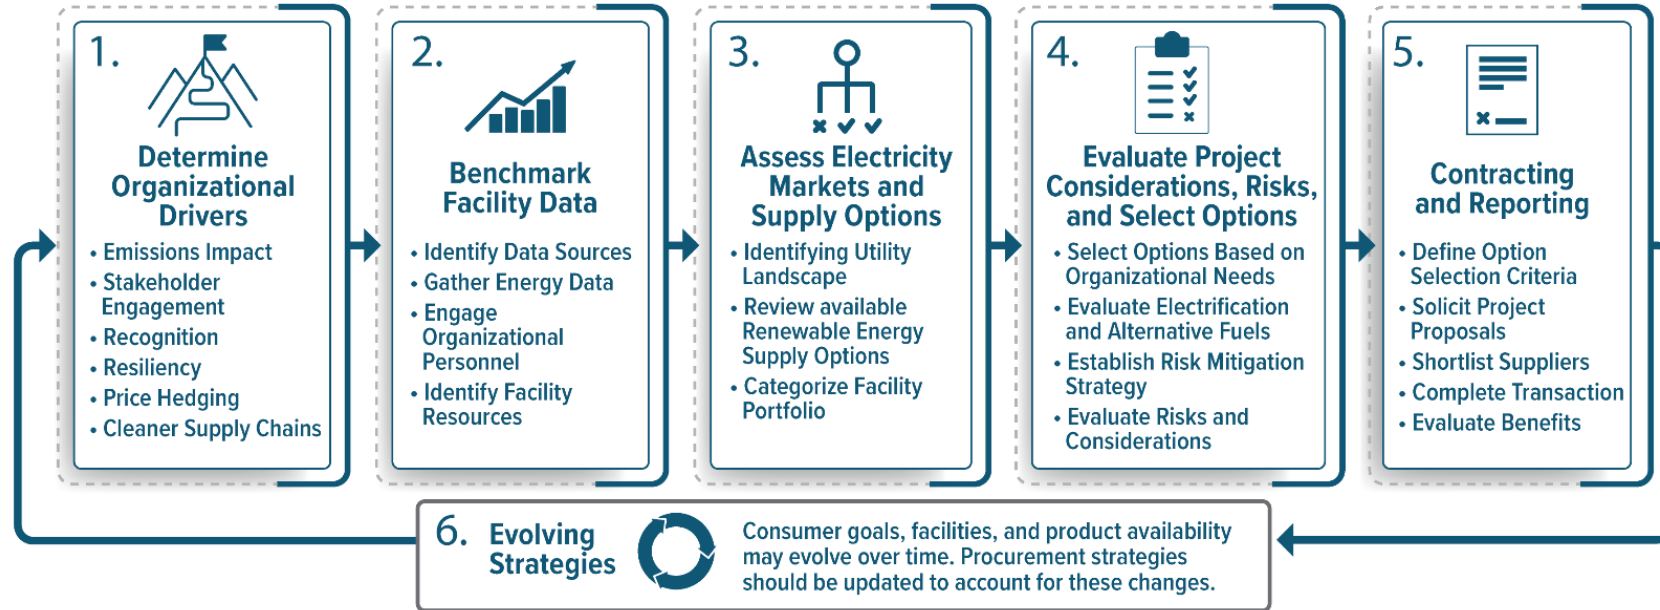 1.
Determine
Organizational
Drivers
• Emissions Impact
• Stakeholder
Engagement
• Recognition
• Resiliency
• Price Hedging
• Cleaner Supply Chains
2.
Benchmark
Facility Data
• Identify Data Sources
• Gather Energy Data
• Engage
Organizational
Personnel
• Identify Facility
Resources
3.
Assess Electricity
Markets and
Supply Options
• Identifying Utility
Landscape
• Review available
Renewable Energy
Supply Options
• Categorize Facility
Portfolio
4.
Evaluate Project
Considerations, Risks,
and Select Options
• Select Options Based on
Organizational Needs
• Evaluate Electrification
and Alternative Fuels
• Establish Risk Mitigation
Strategy
• Evaluate Risks and
Considerations
5.
Contracting
and Reporting
• Define Option
Selection Criteria
• Solicit Project
Proposals
• Shortlist Suppliers
• Complete Transaction
• Evaluate Benefits
6.
Evolving
Strategies
Consumer goals, facilities, and product availability
may evolve over time. Procurement strategies
should be updated to account for these changes.